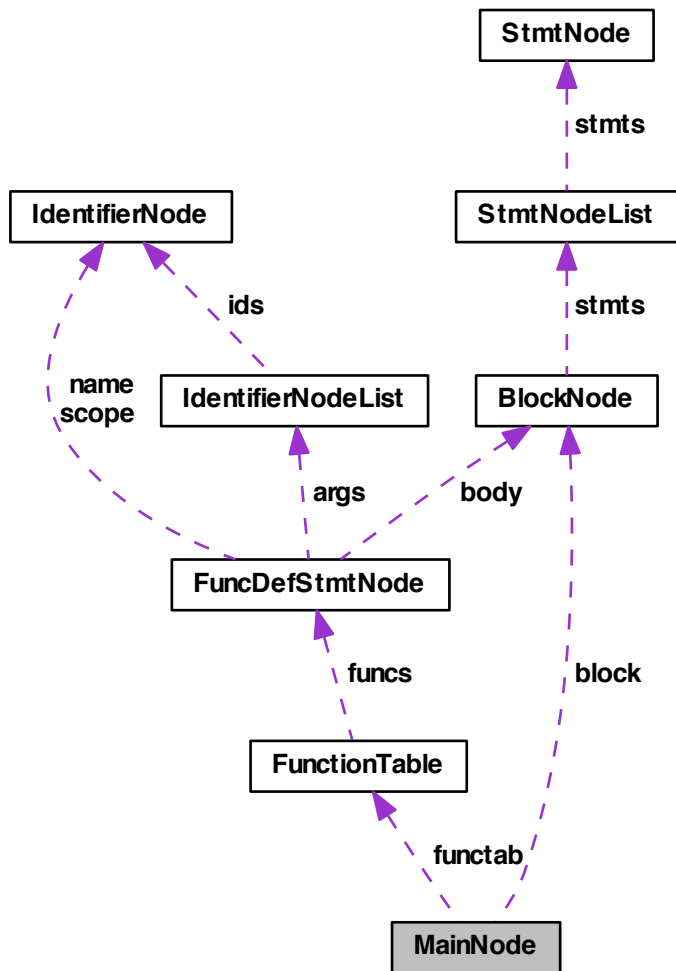 StmtNode
stmts
IdentifierNode
StmtNodeList
ids
stmts
name
scope
IdentifierNodeList
BlockNode
args
body
FuncDefStmtNode
funcs
block
FunctionTable
functab
MainNode